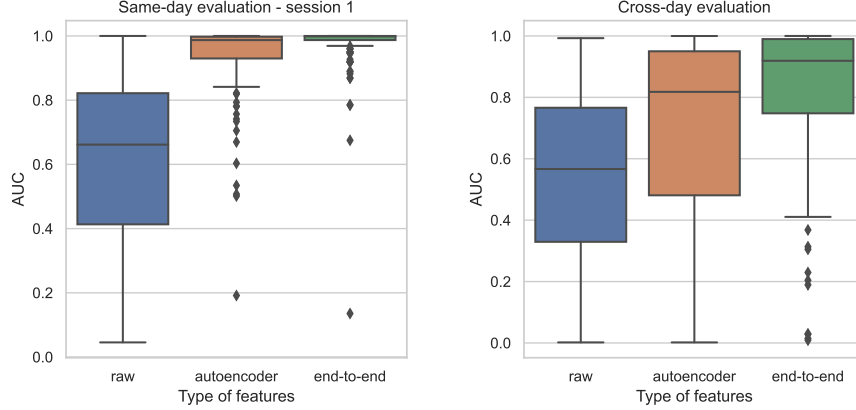 Same-day evaluation - session 1
1.0
0.8
0.6
0.4
0.2
0.0
AUC
raw autoencoder end-to-end
Type of features
Cross-day evaluation
1.0
0.8
0.6
0.4
0.2
0.0
AUC
raw autoencoder end-to-end
Type of features